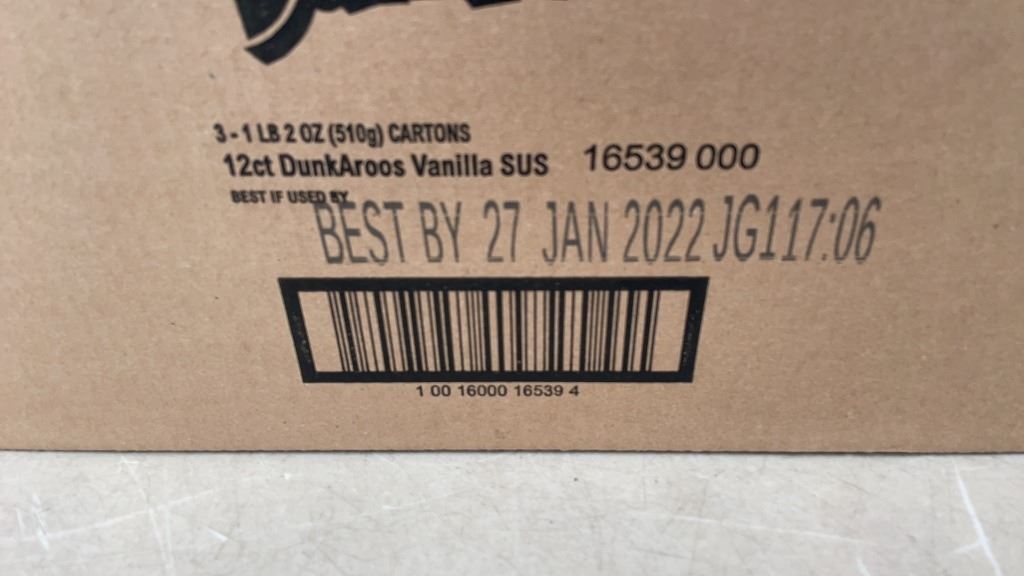 3 - 1 LB 2 OZ (510g) CARTONS
12ct DunkAroos Vanilla SUS 16539 000
BEST IF USED BY
BEST BY 27 JAN 2022 JG117:06
1 00 16000 16539 4